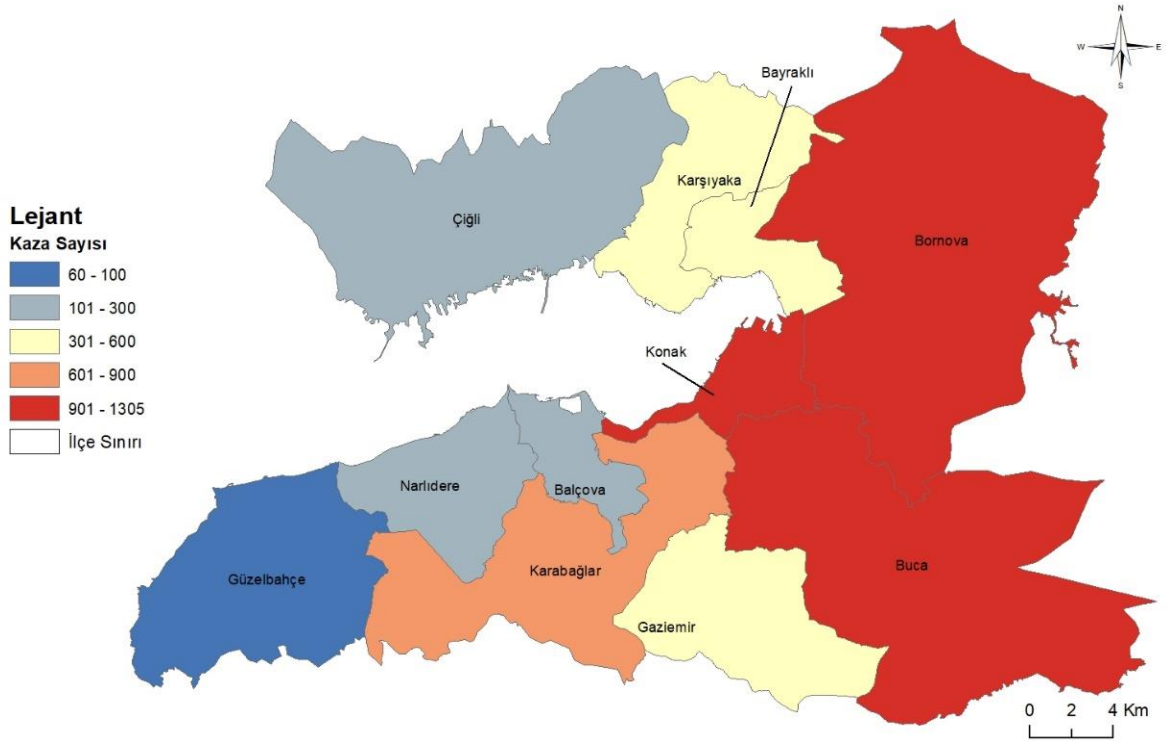 N
W E
S
Bayraklı
Karşıyaka
Çiğli
Bornova
Lejant
Kaza Sayısı
60 - 100
101 - 300
301 - 600
601 - 900
901 - 1305
İlçe Sınırı
Konak
Narlıdere
Balçova
Güzelbahçe
Karabağlar
Buca
Gaziemir
0 2 4 Km